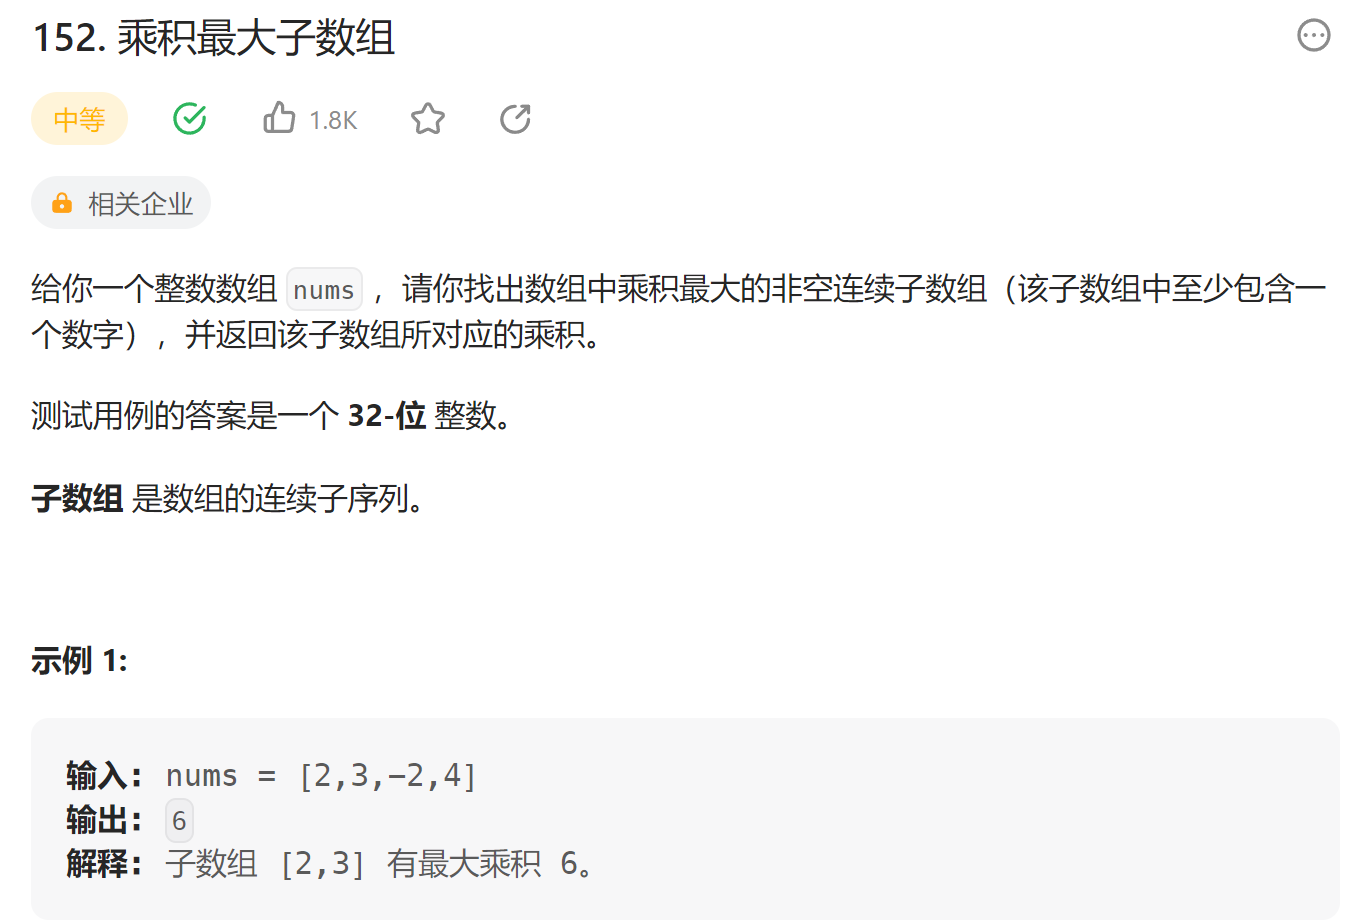 152. 乘积最大子数组
中等 1.8K
相关企业
给你一个整数数组 nums ，请你找出数组中乘积最大的非空连续子数组（该子数组中至少包含一
个数字），并返回该子数组所对应的乘积。
测试用例的答案是一个 32-位 整数。
子数组 是数组的连续子序列。
示例 1:
输入: nums = [2,3,-2,4]
输出: 6
解释: 子数组 [2,3] 有最大乘积 6。